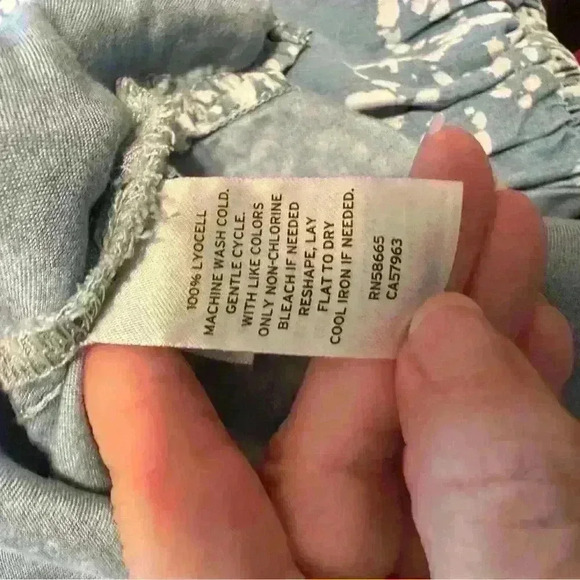 100% LYOCELL
MACHINE WASH COLD.
GENTLE CYCLE.
WITH LIKE COLORS
ONLY NON-CHLORINE
BLEACH IF NEEDED
RESHAPE, LAY
FLAT TO DRY
COOL IRON IF NEEDED.
RN58665
CA57963